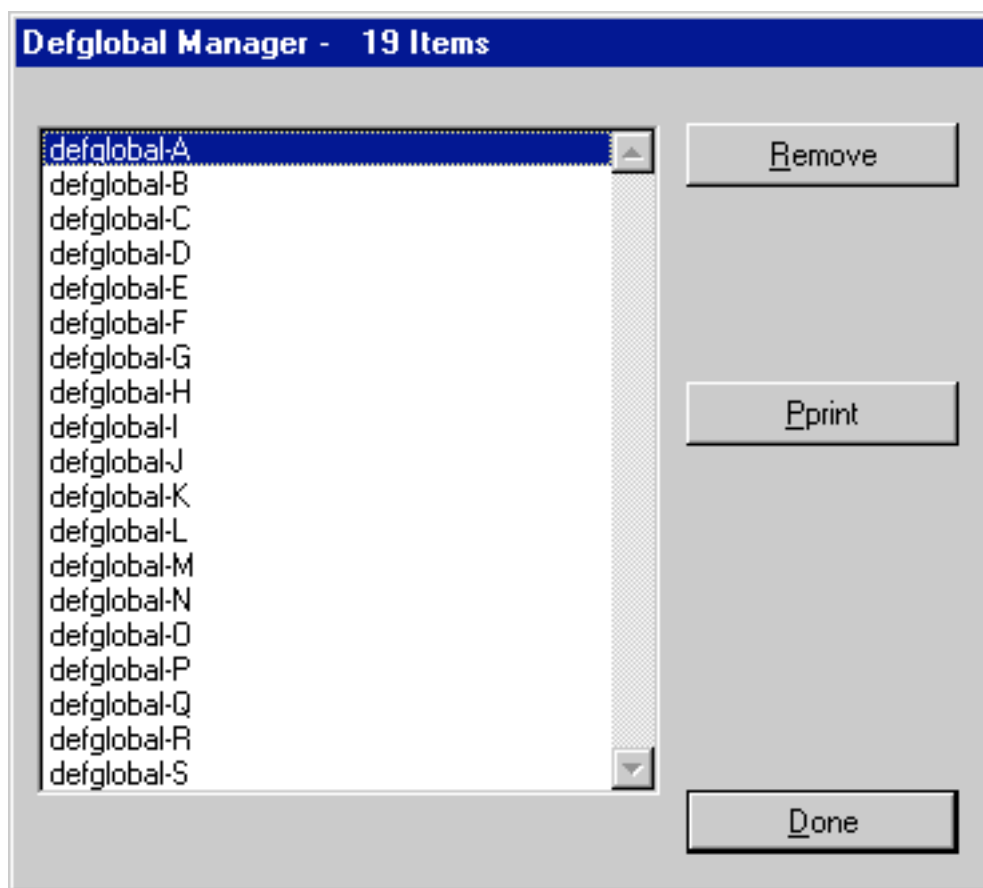 Defglobal Manager -   19 Items
defglobal-A
defglobal-B
defglobal-C
defglobal-D
defglobal-E
defglobal-F
defglobal-G
defglobal-H
defglobal-I
defglobal-J
defglobal-K
defglobal-L
defglobal-M
defglobal-N
defglobal-O
defglobal-P
defglobal-Q
defglobal-R
defglobal-S
Remove
Pprint
Done